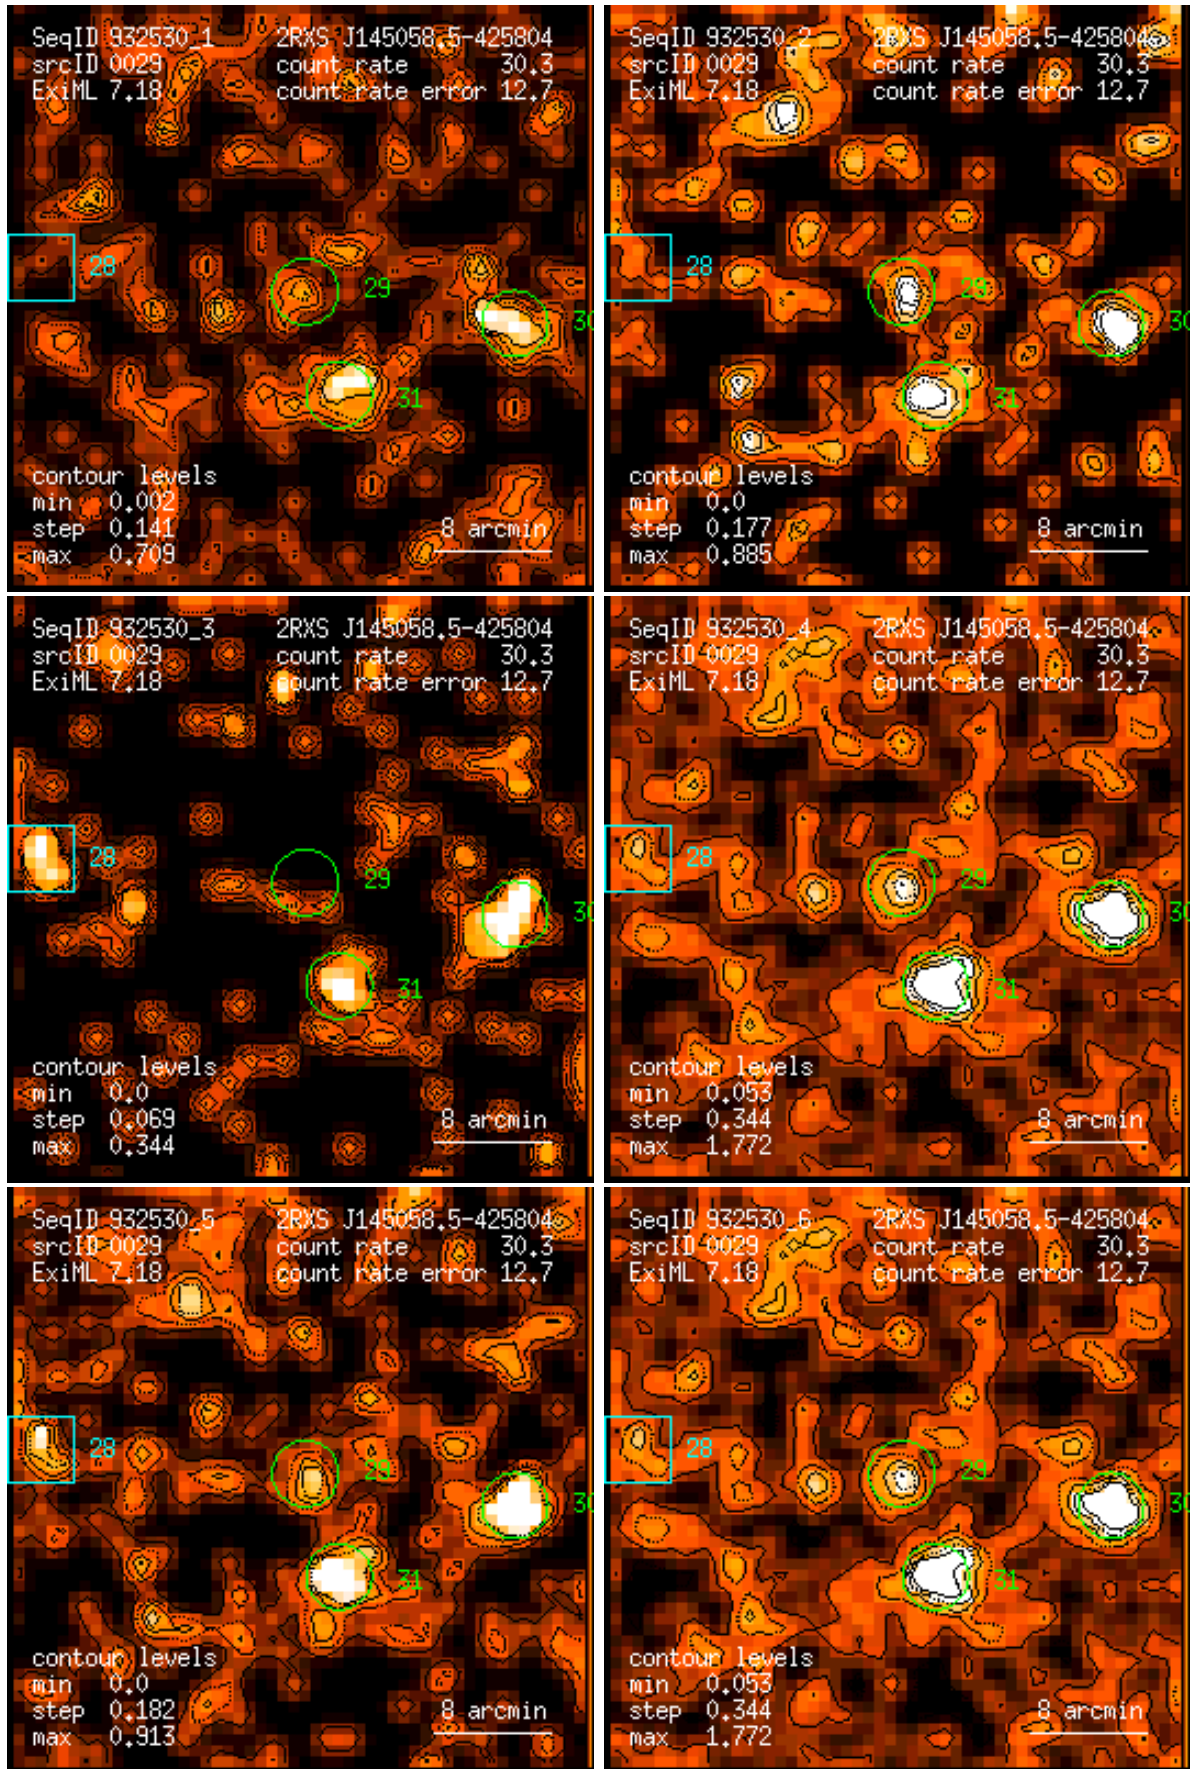 SeqID 932530_1 2RXS J145058.5-425804
srcID 0029 count rate 30.3
ExiML 7.18 count rate error 12.7
28
29
30
31
contour levels
min 0.002
step 0.141 8 arcmin
max 0.709
SeqID 932530_2 2RXS J145058.5-425804
srcID 0029 count rate 30.3
ExiML 7.18 count rate error 12.7
28
29
30
31
contour levels
min 0.0
step 0.177 8 arcmin
max 0.885
SeqID 932530_3 2RXS J145058.5-425804
srcID 0029 count rate 30.3
ExiML 7.18 count rate error 12.7
28
29
30
31
contour levels
min 0.0
step 0.069 8 arcmin
max 0.344
SeqID 932530_4 2RXS J145058.5-425804
srcID 0029 count rate 30.3
ExiML 7.18 count rate error 12.7
28
29
30
31
contour levels
min 0.053
step 0.344 8 arcmin
max 1.772
SeqID 932530_5 2RXS J145058.5-425804
srcID 0029 count rate 30.3
ExiML 7.18 count rate error 12.7
28
29
30
31
contour levels
min 0.0
step 0.182 8 arcmin
max 0.913
SeqID 932530_6 2RXS J145058.5-425804
srcID 0029 count rate 30.3
ExiML 7.18 count rate error 12.7
28
29
30
31
contour levels
min 0.053
step 0.344 8 arcmin
max 1.772